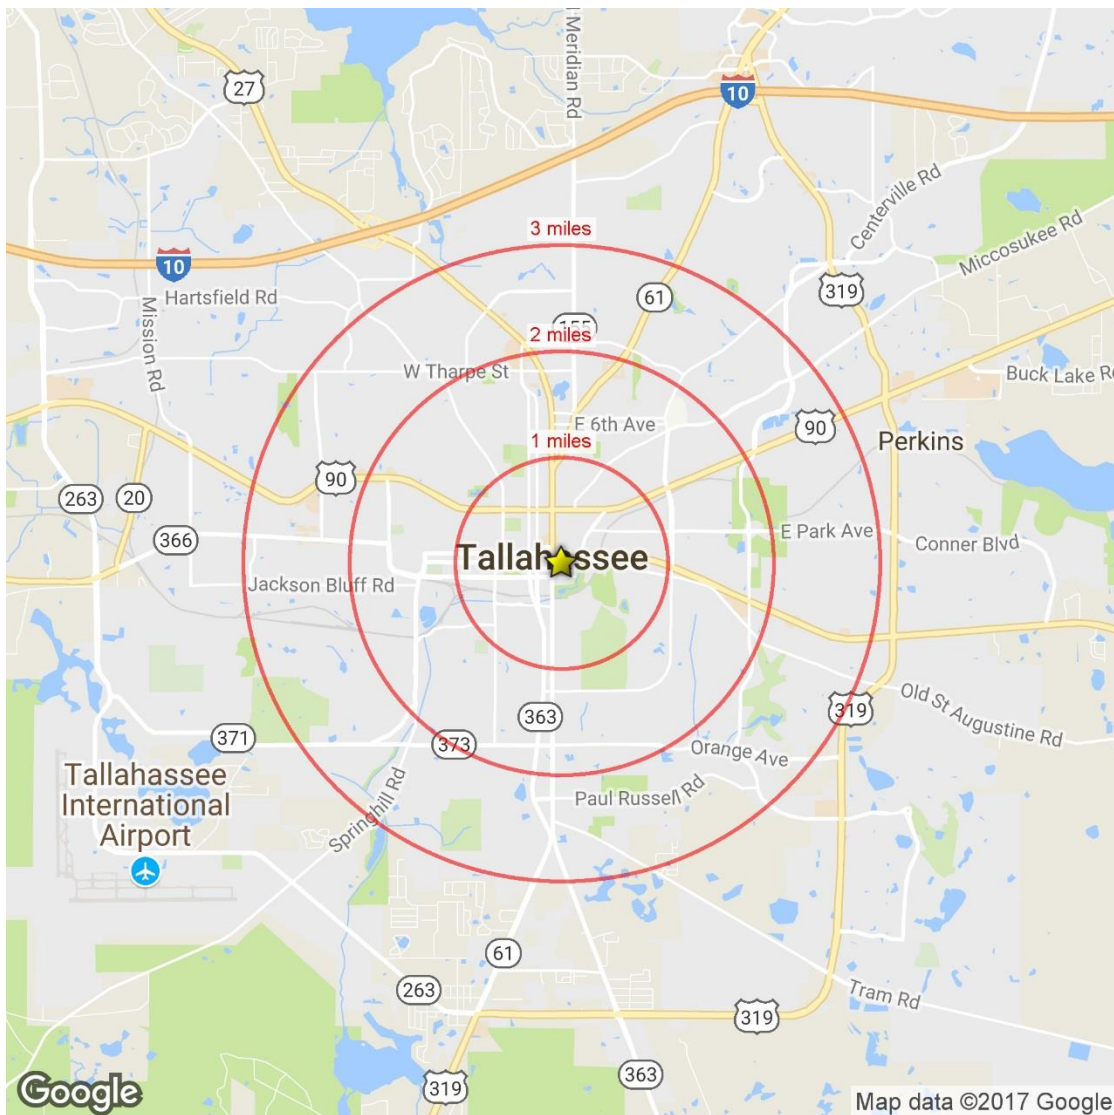 N Meridian Rd
27
10
Centerville Rd
Miccosukee Rd
3 miles
10
Hartsfield Rd
61
319
Mission Rd
155
2 miles
W Tharpe St
Buck Lake Rd
E 6th Ave
90
1 miles
Perkins
90
263
20
366
E Park Ave
Conner Blvd
Tallahassee
Jackson Bluff Rd
Old St Augustine Rd
363
319
371
373
Orange Ave
Tallahassee
International
Airport
Springhill Rd
Paul Russell Rd
61
263
Tram Rd
319
319
363
Google
Map data ©2017 Google